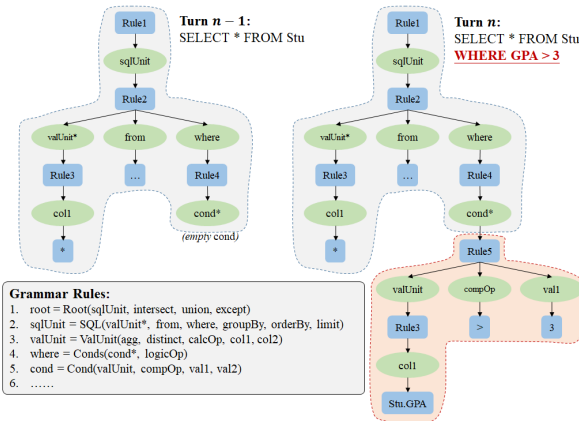 Turn n − 1:
SELECT * FROM Stu
Rule1
sqlUnit
Rule2
valUnit*
from
where
Rule3
...
Rule4
col1
cond*
*
(empty cond)
Turn n:
SELECT * FROM Stu
WHERE GPA > 3
Rule1
sqlUnit
Rule2
valUnit*
from
where
Rule3
...
Rule4
col1
cond*
*
Rule5
valUnit
compOp
val1
Rule3
>
3
col1
Stu.GPA
Grammar Rules:
1. root = Root(sqlUnit, intersect, union, except)
2. sqlUnit = SQL(valUnit*, from, where, groupBy, orderBy, limit)
3. valUnit = ValUnit(agg, distinct, calcOp, col1, col2)
4. where = Conds(cond*, logicOp)
5. cond = Cond(valUnit, compOp, val1, val2)
6. ......